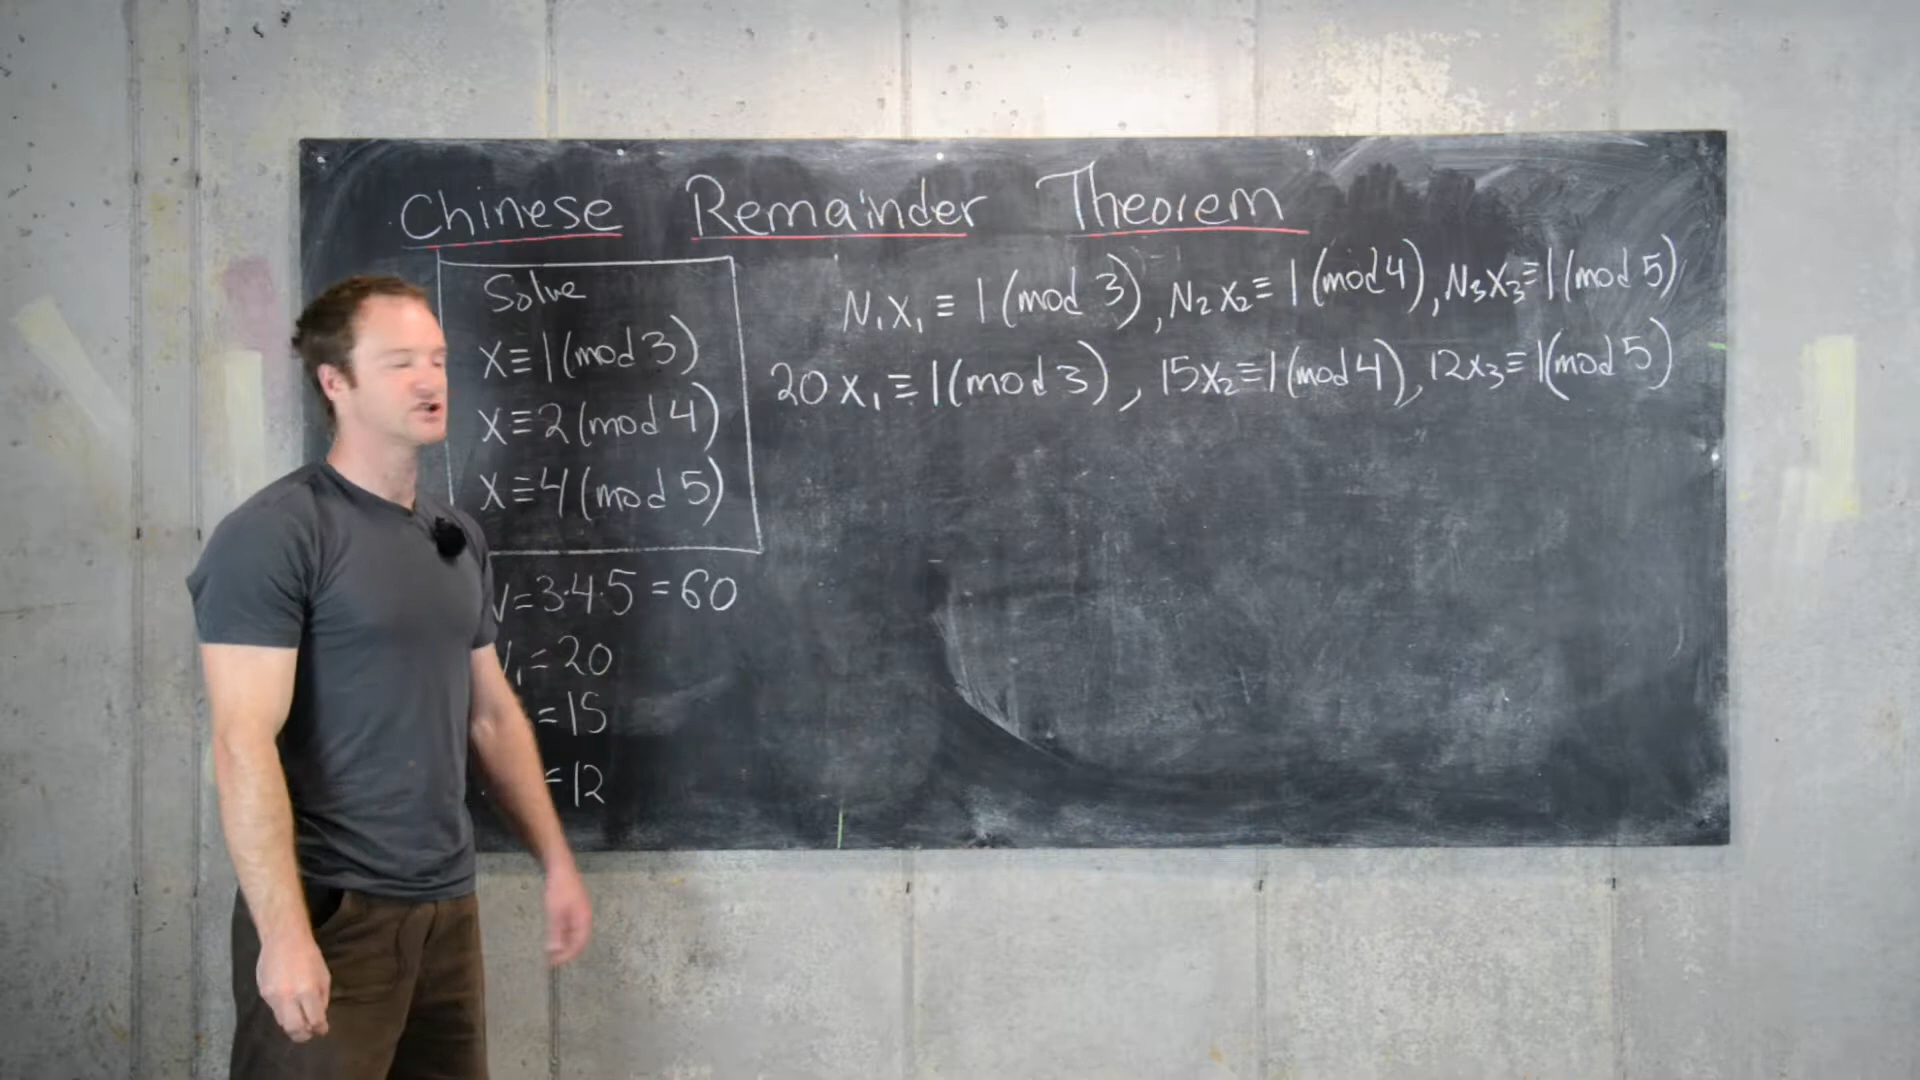 Chinese Remainder Theorem
Solve
X≡1(mod 3)
X≡2(mod 4)
X≡4(mod 5)
N=3·4·5=60
N₁=20
=15
=12
N₁X₁≡1(mod 3), N₂X₂≡1(mod 4), N₃X₃≡1(mod 5)
20X₁≡1(mod 3), 15X₂≡1(mod 4), 12X₃≡1(mod 5)